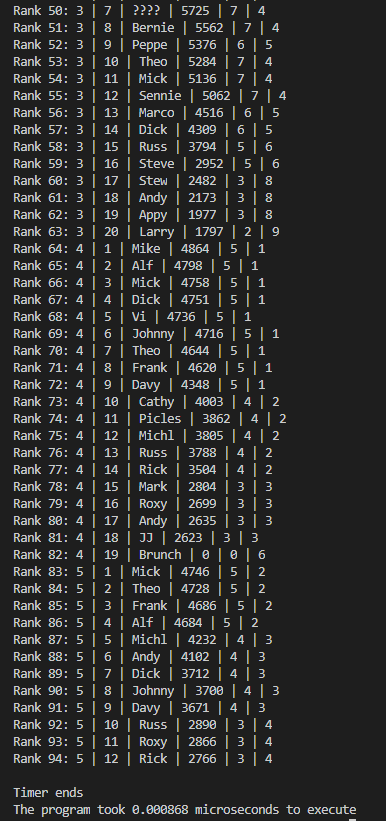 Rank 50: 3 | 7 | ???? | 5725 | 7 | 4
Rank 51: 3 | 8 | Bernie | 5562 | 7 | 4
Rank 52: 3 | 9 | Peppe | 5376 | 6 | 5
Rank 53: 3 | 10 | Theo | 5284 | 7 | 4
Rank 54: 3 | 11 | Mick | 5136 | 7 | 4
Rank 55: 3 | 12 | Sennie | 5062 | 7 | 4
Rank 56: 3 | 13 | Marco | 4516 | 6 | 5
Rank 57: 3 | 14 | Dick | 4309 | 6 | 5
Rank 58: 3 | 15 | Russ | 3794 | 5 | 6
Rank 59: 3 | 16 | Steve | 2952 | 5 | 6
Rank 60: 3 | 17 | Stew | 2482 | 3 | 8
Rank 61: 3 | 18 | Andy | 2173 | 3 | 8
Rank 62: 3 | 19 | Appy | 1977 | 3 | 8
Rank 63: 3 | 20 | Larry | 1797 | 2 | 9
Rank 64: 4 | 1 | Mike | 4864 | 5 | 1
Rank 65: 4 | 2 | Alf | 4798 | 5 | 1
Rank 66: 4 | 3 | Mick | 4758 | 5 | 1
Rank 67: 4 | 4 | Dick | 4751 | 5 | 1
Rank 68: 4 | 5 | Vi | 4736 | 5 | 1
Rank 69: 4 | 6 | Johnny | 4716 | 5 | 1
Rank 70: 4 | 7 | Theo | 4644 | 5 | 1
Rank 71: 4 | 8 | Frank | 4620 | 5 | 1
Rank 72: 4 | 9 | Davy | 4348 | 5 | 1
Rank 73: 4 | 10 | Cathy | 4003 | 4 | 2
Rank 74: 4 | 11 | Picles | 3862 | 4 | 2
Rank 75: 4 | 12 | Michl | 3805 | 4 | 2
Rank 76: 4 | 13 | Russ | 3788 | 4 | 2
Rank 77: 4 | 14 | Rick | 3504 | 4 | 2
Rank 78: 4 | 15 | Mark | 2804 | 3 | 3
Rank 79: 4 | 16 | Roxy | 2699 | 3 | 3
Rank 80: 4 | 17 | Andy | 2635 | 3 | 3
Rank 81: 4 | 18 | JJ | 2623 | 3 | 3
Rank 82: 4 | 19 | Brunch | 0 | 0 | 6
Rank 83: 5 | 1 | Mick | 4746 | 5 | 2
Rank 84: 5 | 2 | Theo | 4728 | 5 | 2
Rank 85: 5 | 3 | Frank | 4686 | 5 | 2
Rank 86: 5 | 4 | Alf | 4684 | 5 | 2
Rank 87: 5 | 5 | Michl | 4232 | 4 | 3
Rank 88: 5 | 6 | Andy | 4102 | 4 | 3
Rank 89: 5 | 7 | Dick | 3712 | 4 | 3
Rank 90: 5 | 8 | Johnny | 3700 | 4 | 3
Rank 91: 5 | 9 | Davy | 3671 | 4 | 3
Rank 92: 5 | 10 | Russ | 2890 | 3 | 4
Rank 93: 5 | 11 | Roxy | 2866 | 3 | 4
Rank 94: 5 | 12 | Rick | 2766 | 3 | 4
Timer ends
The program took 0.000868 microseconds to execute